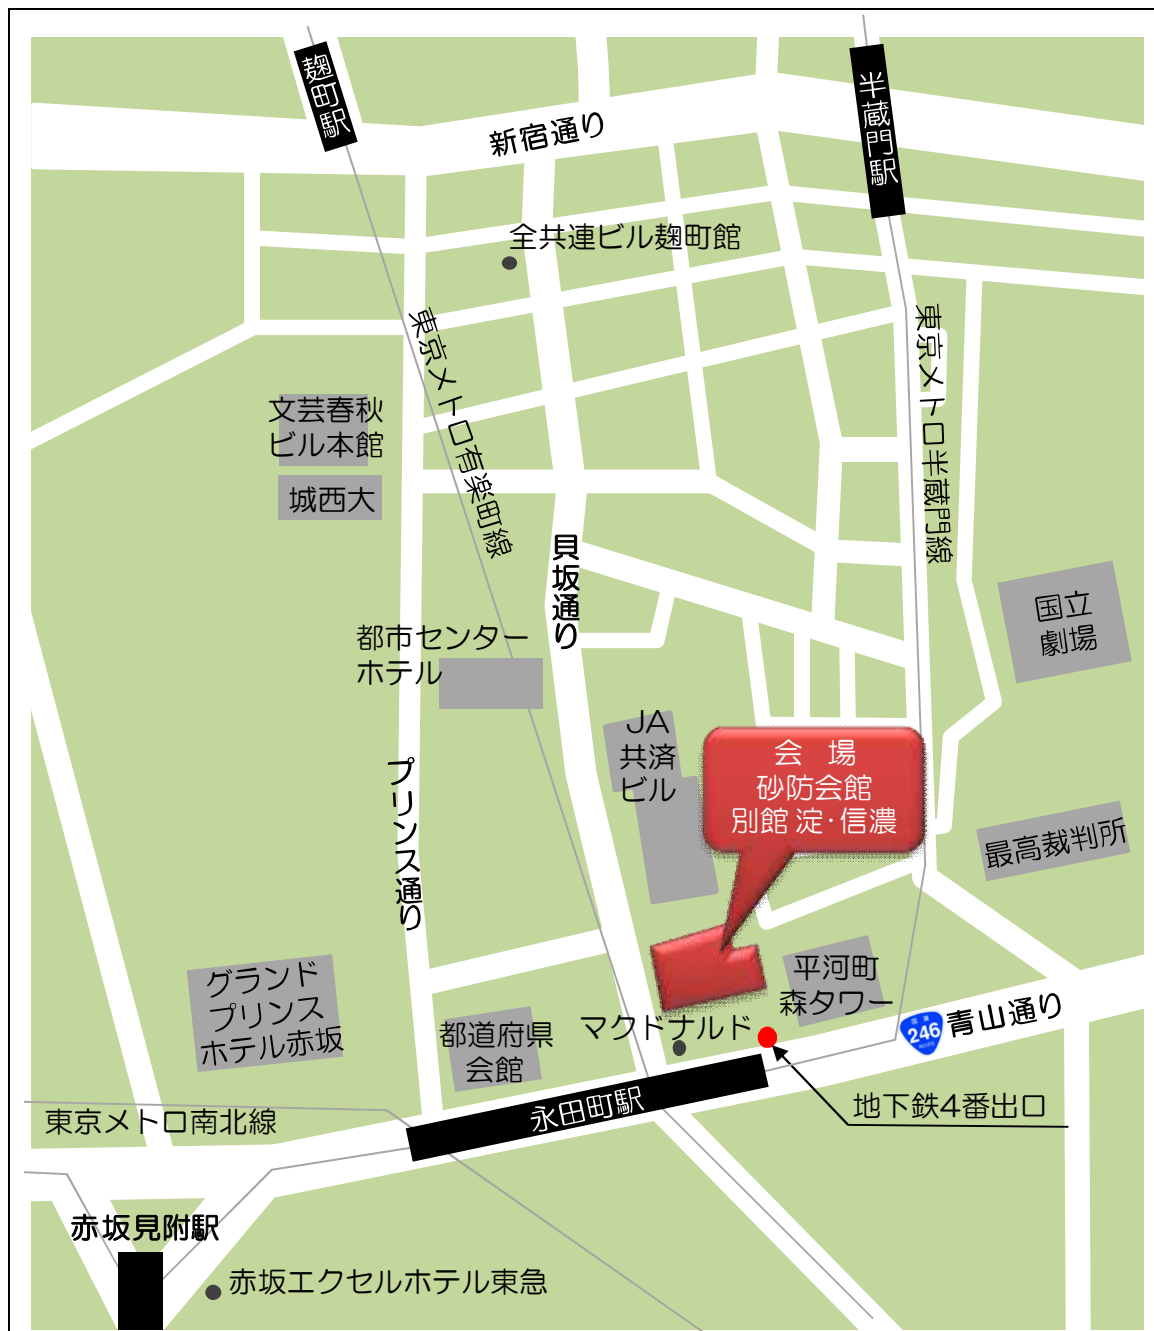 麹町駅
半蔵門駅
新宿通り
全共連ビル麹町館
東京メトロ有楽町線
東京メトロ半蔵門線
文芸春秋
ビル本館
城西大
貝坂通り
国立
劇場
都市センター
ホテル
JA
共済
ビル
会　場
砂防会館
別館 淀・信濃
プリンス通り
最高裁判所
グランド
プリンス
ホテル赤坂
平河町
森タワー
都道府県
会館
マクドナルド
246
青山通り
永田町駅
地下鉄4番出口
東京メトロ南北線
赤坂見附駅
赤坂エクセルホテル東急